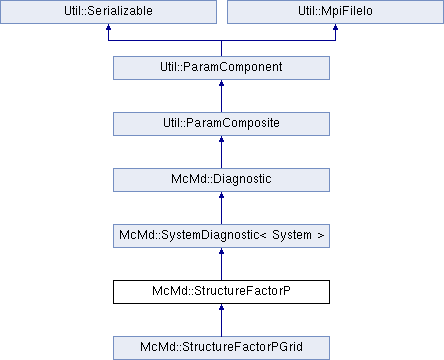 Util::Serializable
Util::MpiFileIo
Util::ParamComponent
Util::ParamComposite
McMd::Diagnostic
McMd::SystemDiagnostic< System >
McMd::StructureFactorP
McMd::StructureFactorPGrid